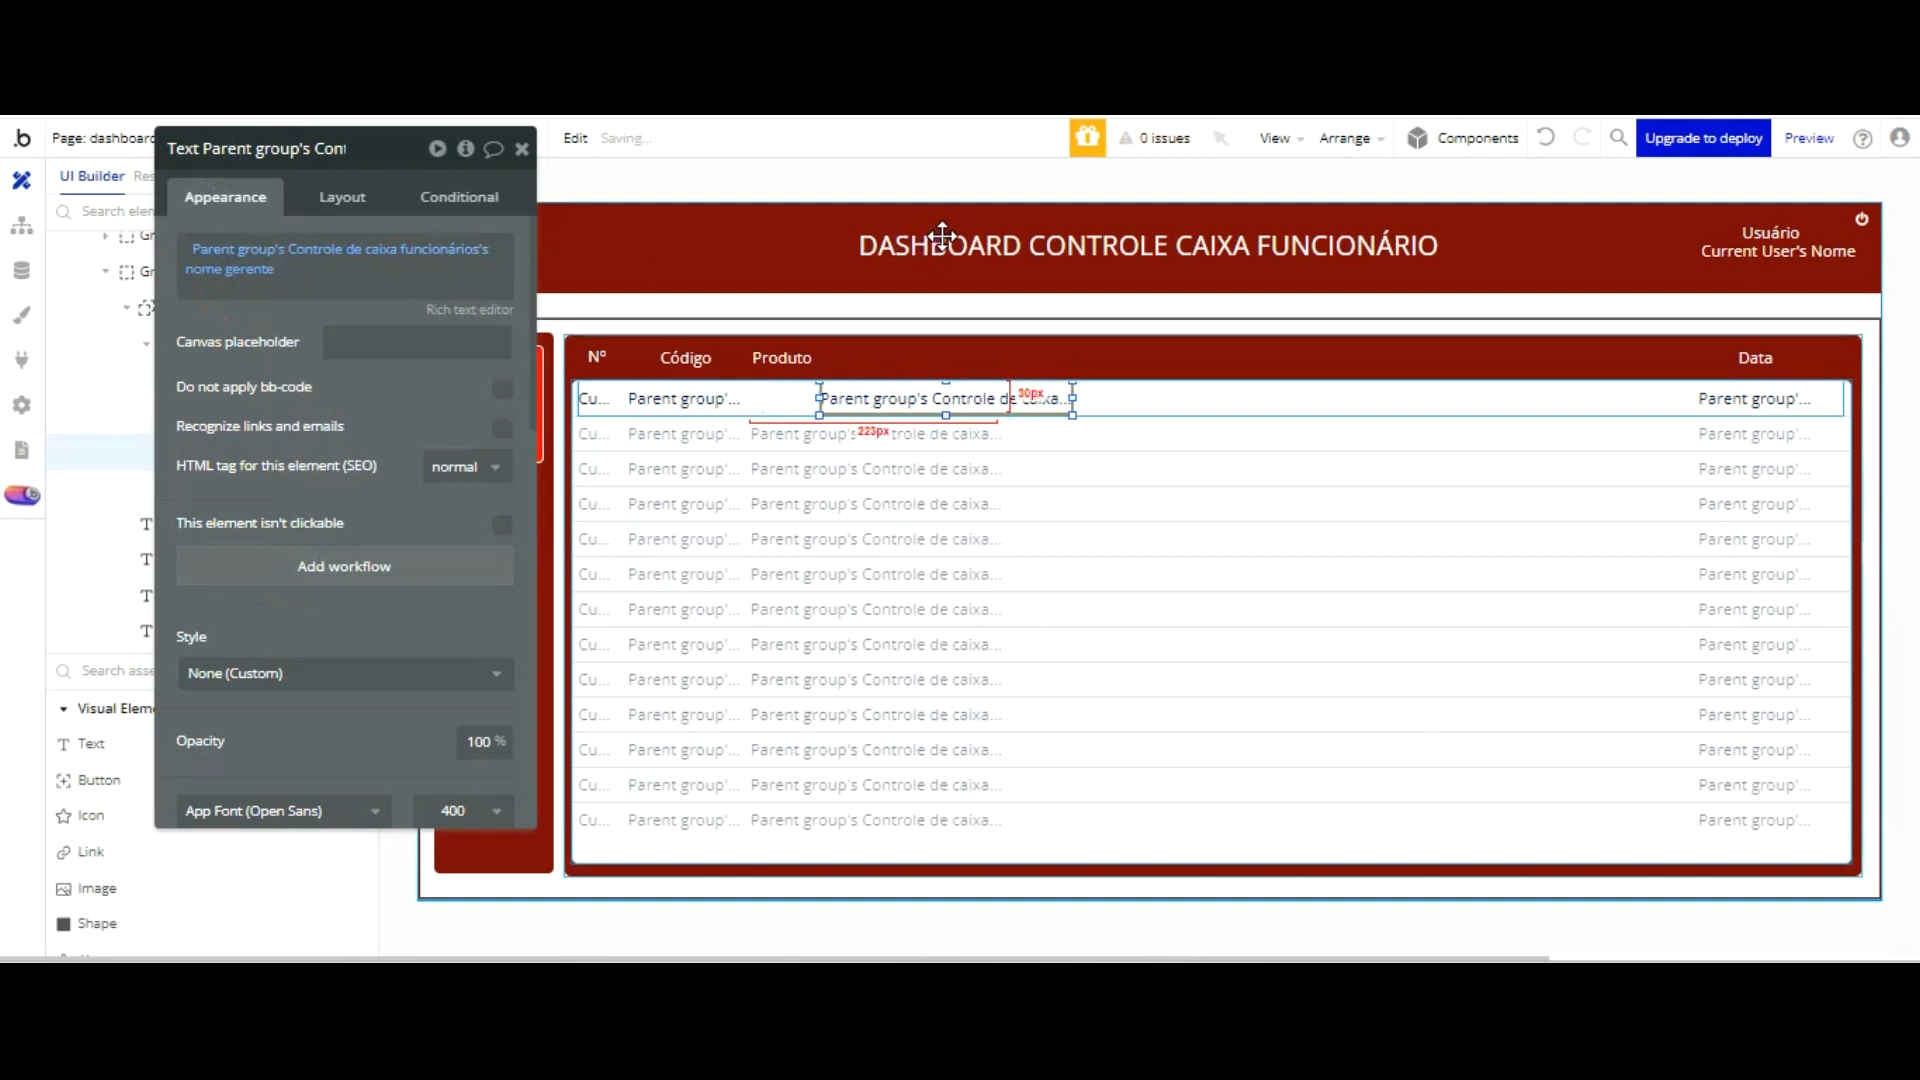 Page: dashboard
Edit
Saving...
0 issues
View
Arrange
Components
Upgrade to deploy
Preview
UI Builder
Res
Search elem
Gr
Gr
Text Parent group's Cont
Appearance
Layout
Conditional
Parent group's Controle de caixa funcionários's
nome gerente
Rich text editor
Canvas placeholder
Do not apply bb-code
Recognize links and emails
HTML tag for this element (SEO)
normal
This element isn't clickable
Add workflow
Style
None (Custom)
Opacity
100 %
App Font (Open Sans)
400
Search asse
Visual Eleme
Text
Button
Icon
Link
Image
Shape
DASHBOARD CONTROLE CAIXA FUNCIONÁRIO
Usuário
Current User's Nome
Nº Código Produto Data
Cu... Parent group'... Parent group's Controle de caixa... Parent group'...
30px
223px
Cu... Parent group'... Parent group's Controle de caixa... Parent group'...
Cu... Parent group'... Parent group's Controle de caixa... Parent group'...
Cu... Parent group'... Parent group's Controle de caixa... Parent group'...
Cu... Parent group'... Parent group's Controle de caixa... Parent group'...
Cu... Parent group'... Parent group's Controle de caixa... Parent group'...
Cu... Parent group'... Parent group's Controle de caixa... Parent group'...
Cu... Parent group'... Parent group's Controle de caixa... Parent group'...
Cu... Parent group'... Parent group's Controle de caixa... Parent group'...
Cu... Parent group'... Parent group's Controle de caixa... Parent group'...
Cu... Parent group'... Parent group's Controle de caixa... Parent group'...
Cu... Parent group'... Parent group's Controle de caixa... Parent group'...
Cu... Parent group'... Parent group's Controle de caixa... Parent group'...